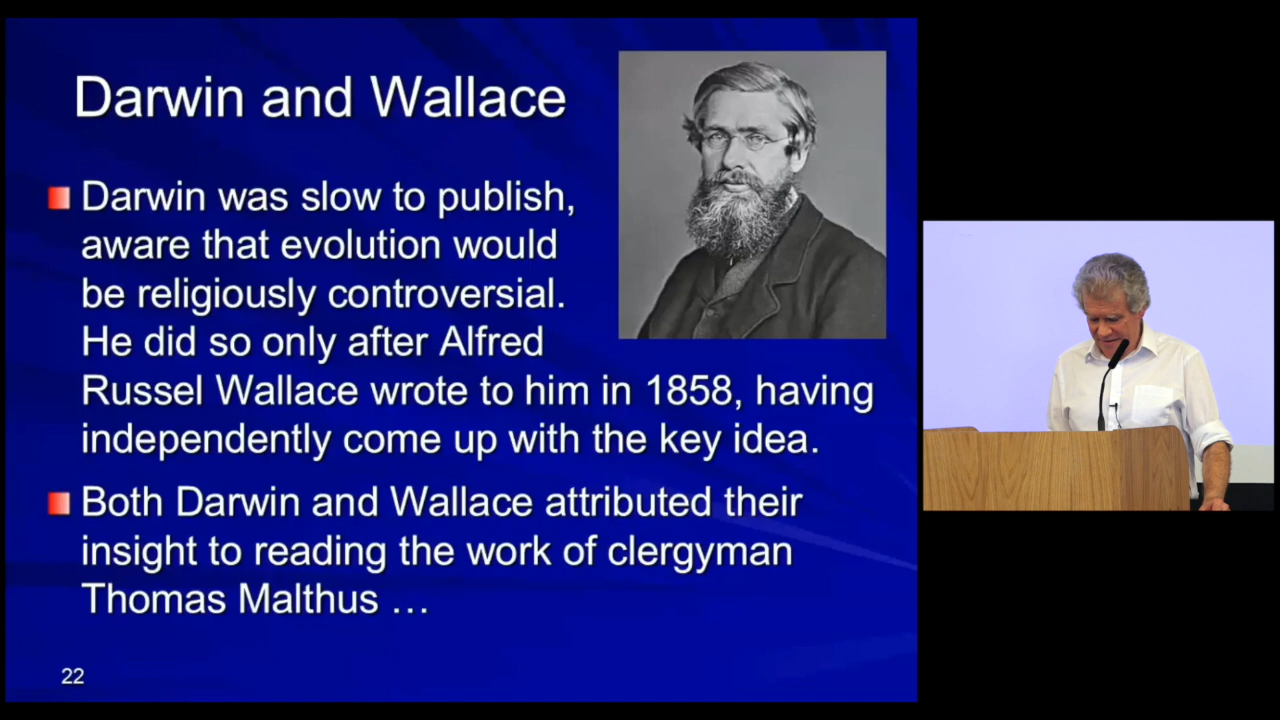 Darwin and Wallace
Darwin was slow to publish,
aware that evolution would
be religiously controversial.
He did so only after Alfred
Russel Wallace wrote to him in 1858, having
independently come up with the key idea.
Both Darwin and Wallace attributed their
insight to reading the work of clergyman
Thomas Malthus …
22